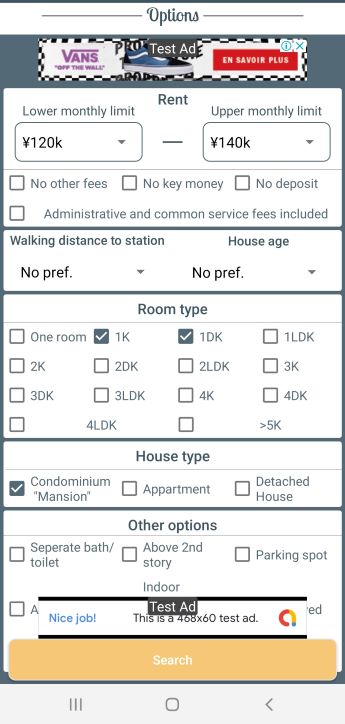 Options
PROPER
VANS
"OFF THE WALL"
Test Ad
EN SAVOIR PLUS
Rent
Lower monthly limit Upper monthly limit
¥120k — ¥140k
No other fees No key money No deposit
Administrative and common service fees included
Walking distance to station House age
No pref. No pref.
Room type
One room 1K 1DK 1LDK
2K 2DK 2LDK 3K
3DK 3LDK 4K 4DK
4LDK >5K
House type
Condominium "Mansion" Appartment Detached House
Other options
Seperate bath/toilet Above 2nd story Parking spot
Indoor
Test Ad
Nice job! This is a 468x60 test ad.
Search